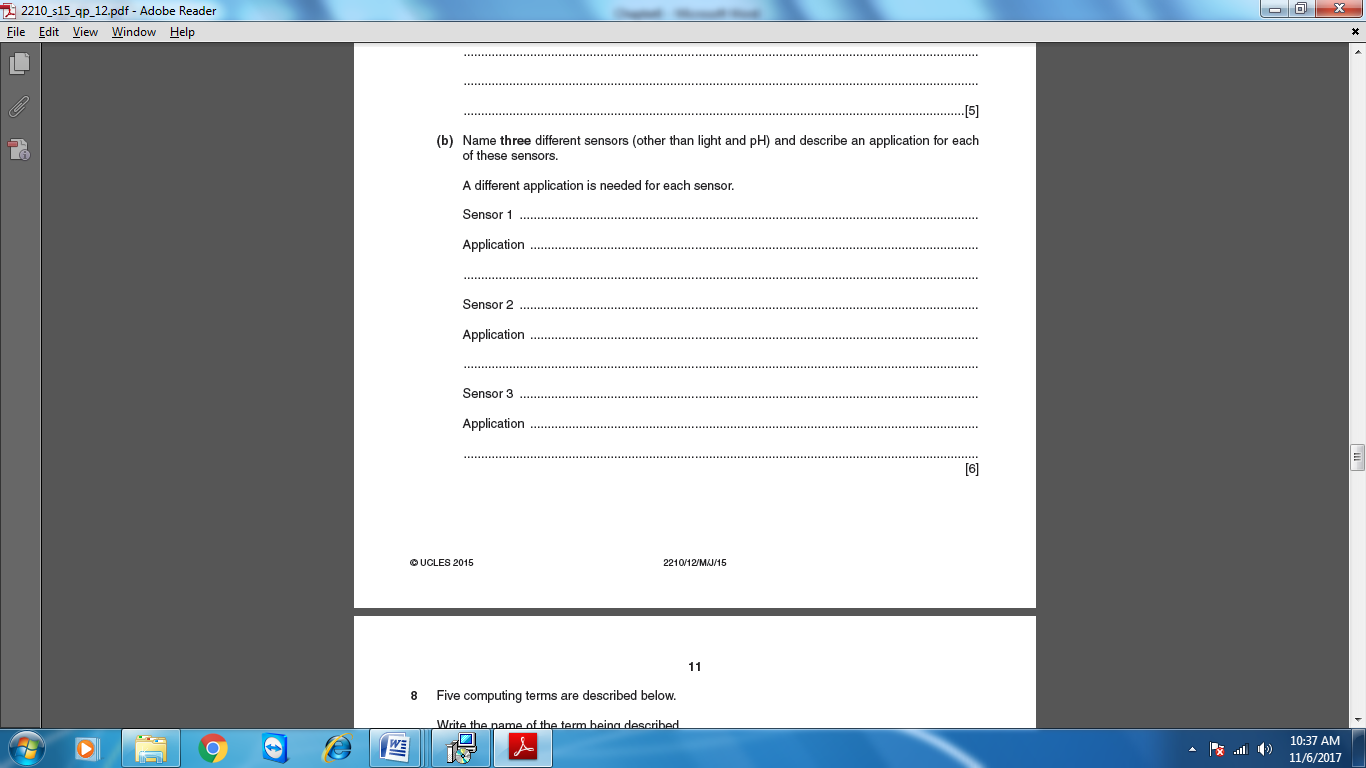 2210_s15_qp_12.pdf - Adobe Reader
File Edit View Window Help
..........[5]
(b) Name three different sensors (other than light and pH) and describe an application for each
of these sensors.
A different application is needed for each sensor.
Sensor 1 ..........
Application ..........
..........
Sensor 2 ..........
Application ..........
..........
Sensor 3 ..........
Application ..........
..........
[6]
© UCLES 2015 2210/12/M/J/15
11
8 Five computing terms are described below.
Write the name of the term being described
10:37 AM
11/6/2017